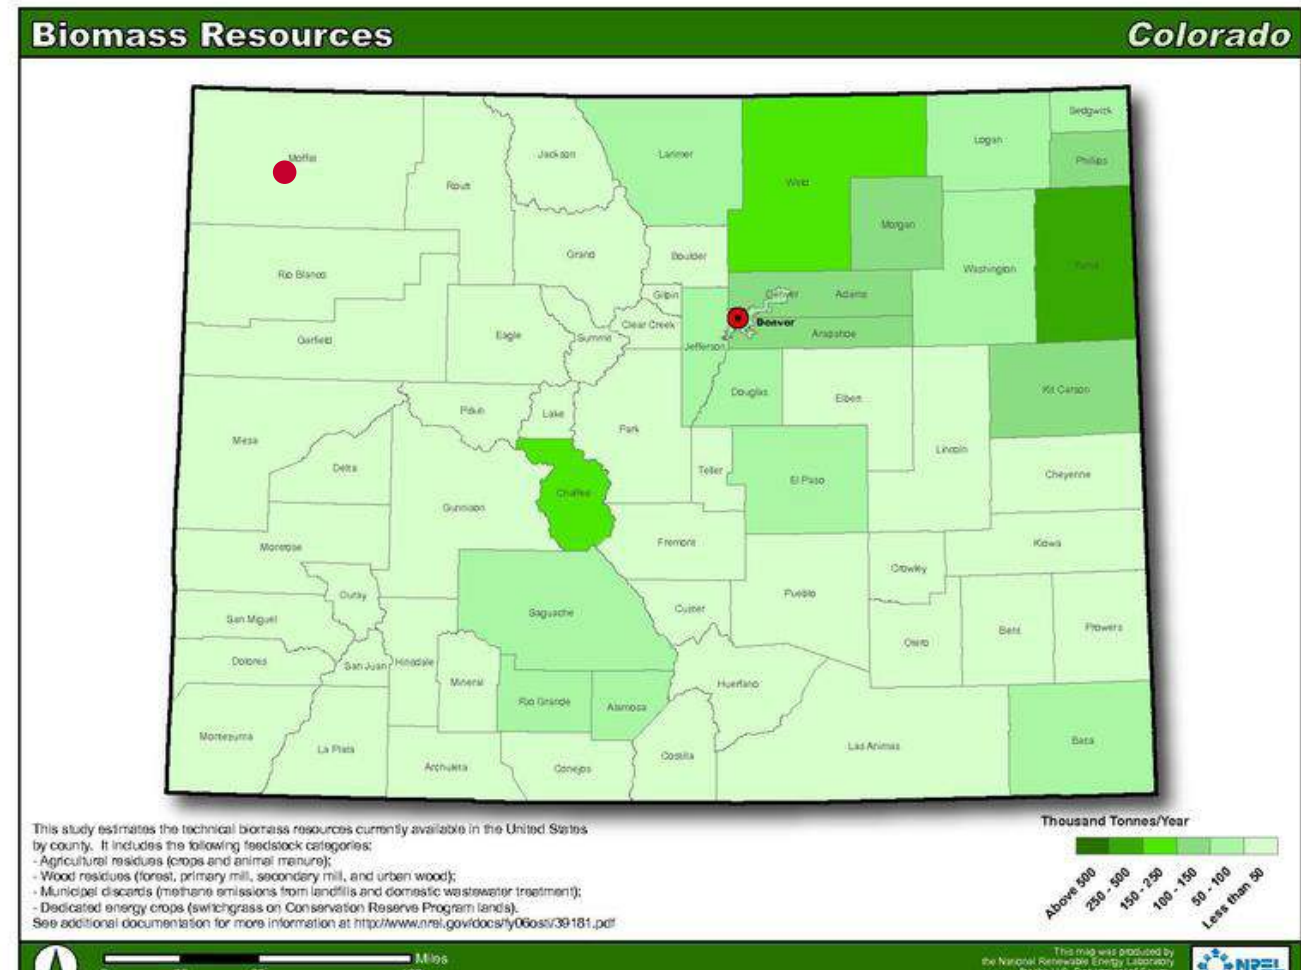 Biomass Resources
Colorado
Moffat
Routt
Jackson
Larimer
Weld
Logan
Sedgwick
Phillips
Morgan
Washington
Yuma
Rio Blanco
Grand
Boulder
Gilpin
Clear Creek
Denver
Adams
Denver
Arapahoe
Jefferson
Garfield
Eagle
Summit
Douglas
Elbert
Kit Carson
Mesa
Pitkin
Lake
Park
Lincoln
Delta
Gunnison
Chaffee
Teller
El Paso
Cheyenne
Montrose
Fremont
Kiowa
Crowley
Ouray
Saguache
Custer
Pueblo
San Miguel
Otero
Bent
Prowers
Dolores
San Juan
Hinsdale
Mineral
Rio Grande
Alamosa
Huerfano
Montezuma
La Plata
Archuleta
Conejos
Costilla
Las Animas
Baca
This study estimates the technical biomass resources currently available in the United States
by county. It includes the following feedstock categories:
- Agricultural residues (crops and animal manure);
- Wood residues (forest, primary mill, secondary mill, and urban wood);
- Municipal discards (methane emissions from landfills and domestic wastewater treatment);
- Dedicated energy crops (switchgrass on Conservation Reserve Program lands).
See additional documentation for more information at http://www.nrel.gov/docs/fy06osti/39181.pdf
Thousand Tonnes/Year
Above 500
250 - 500
150 - 250
100 - 150
50 - 100
Less than 50
Miles
This map was produced by
the National Renewable Energy Laboratory
NREL